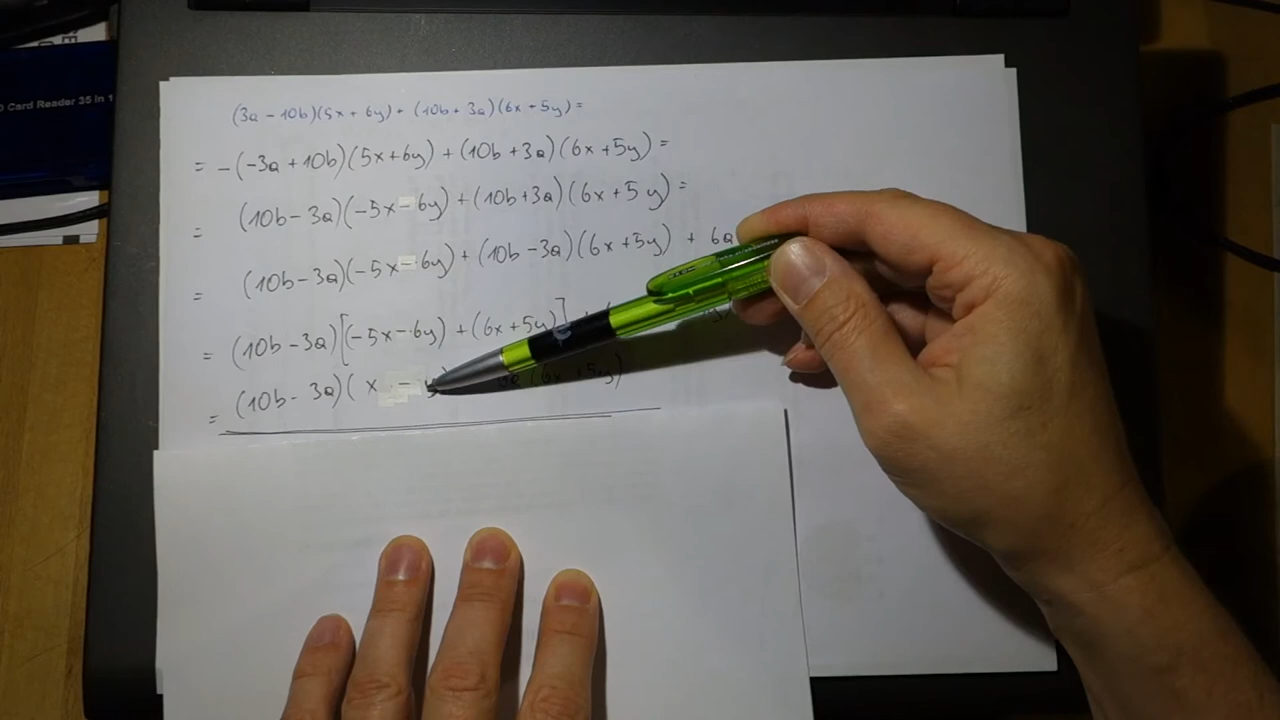 (3a - 10b)(5x + 6y) + (10b + 3a)(6x + 5y) =
= -(-3a + 10b)(5x + 6y) + (10b + 3a)(6x + 5y) =
= (10b - 3a)(-5x - 6y) + (10b + 3a)(6x + 5y) =
= (10b - 3a)(-5x - 6y) + (10b - 3a)(6x + 5y) + 6a
= (10b - 3a)[(-5x - 6y) + (6x + 5y)] +
= (10b - 3a)(x - y) (6x + 5y)
Card Reader 35 in 1